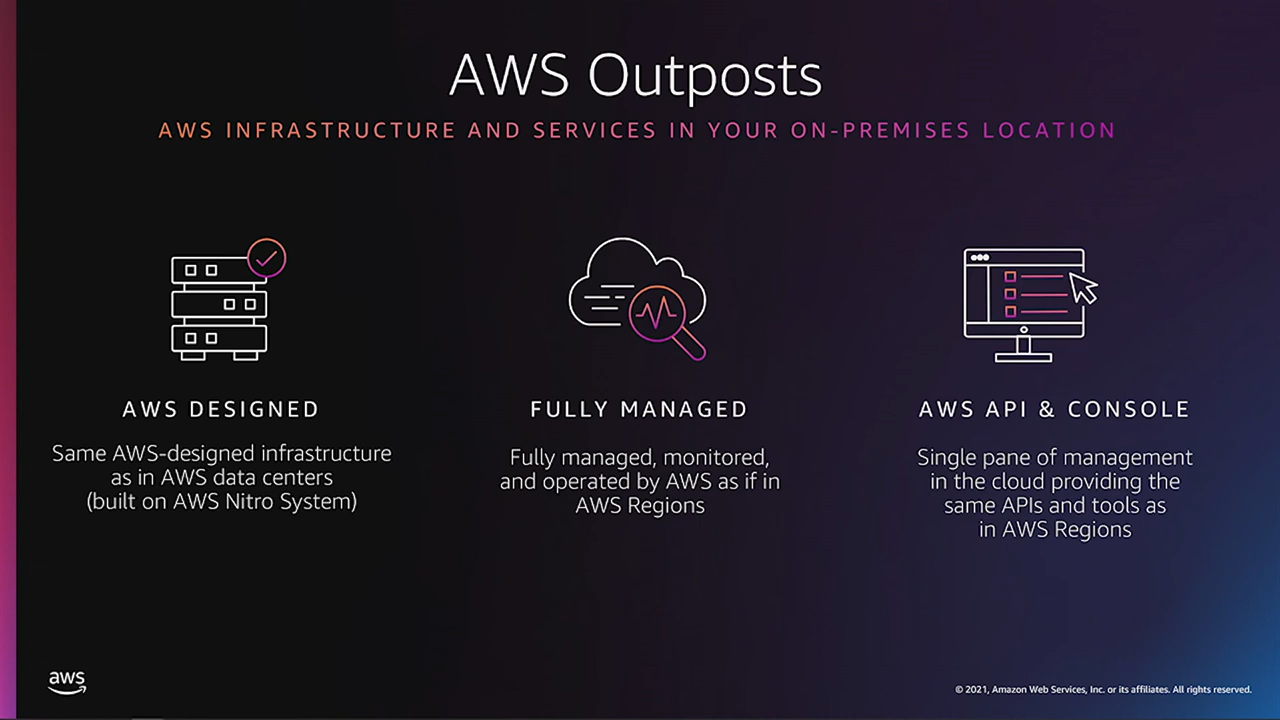 AWS Outposts
AWS INFRASTRUCTURE AND SERVICES IN YOUR ON-PREMISES LOCATION
AWS DESIGNED
Same AWS-designed infrastructure
as in AWS data centers
(built on AWS Nitro System)
FULLY MANAGED
Fully managed, monitored,
and operated by AWS as if in
AWS Regions
AWS API & CONSOLE
Single pane of management
in the cloud providing the
same APIs and tools as
in AWS Regions
aws
© 2021, Amazon Web Services, Inc. or its affiliates. All rights reserved.